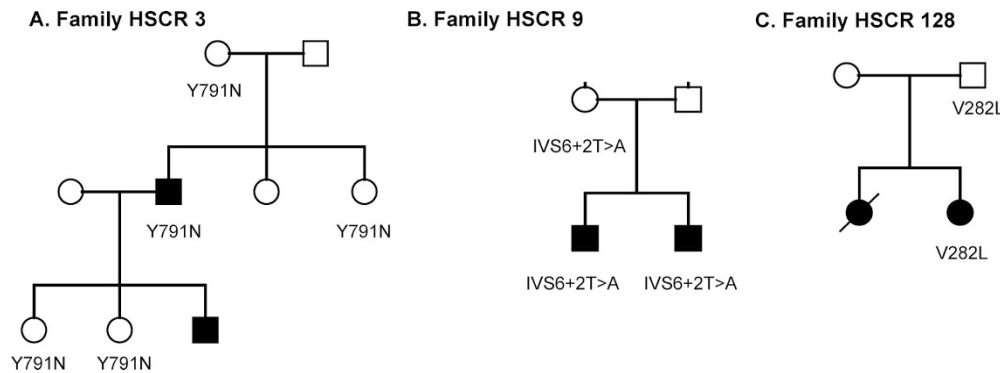 A. Family HSCR 3
B. Family HSCR 9
C. Family HSCR 128
Y791N
V282L
IVS6+2T>A
Y791N
Y791N
V282L
IVS6+2T>A
IVS6+2T>A
Y791N
Y791N